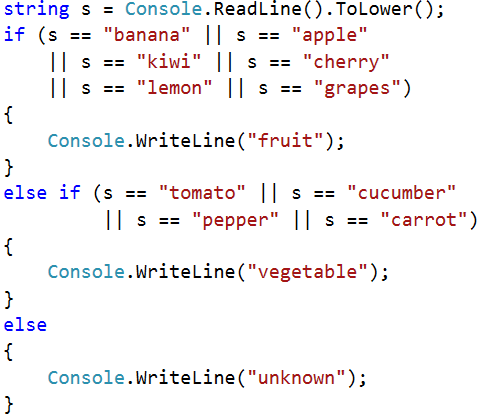 string s = Console.ReadLine().ToLower();
if (s == "banana" || s == "apple"
    || s == "kiwi" || s == "cherry"
    || s == "lemon" || s == "grapes")
{
    Console.WriteLine("fruit");
}
else if (s == "tomato" || s == "cucumber"
         || s == "pepper" || s == "carrot")
{
    Console.WriteLine("vegetable");
}
else
{
    Console.WriteLine("unknown");
}